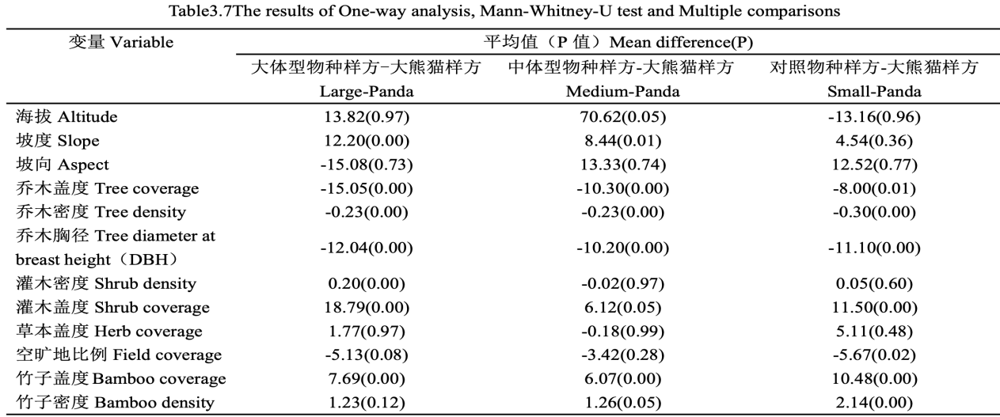 Table3.7The results of One-way analysis, Mann-Whitney-U test and Multiple comparisons
变量 Variable 平均值（P 值）Mean difference(P)
大体型物种样方−大熊猫样方 中体型物种样方-大熊猫样方 对照物种样方-大熊猫样方
Large-Panda Medium-Panda Small-Panda
海拔 Altitude 13.82(0.97) 70.62(0.05) -13.16(0.96)
坡度 Slope 12.20(0.00) 8.44(0.01) 4.54(0.36)
坡向 Aspect -15.08(0.73) 13.33(0.74) 12.52(0.77)
乔木盖度 Tree coverage -15.05(0.00) -10.30(0.00) -8.00(0.01)
乔木密度 Tree density -0.23(0.00) -0.23(0.00) -0.30(0.00)
乔木胸径 Tree diameter at
breast height（DBH） -12.04(0.00) -10.20(0.00) -11.10(0.00)
灌木密度 Shrub density 0.20(0.00) -0.02(0.97) 0.05(0.60)
灌木盖度 Shrub coverage 18.79(0.00) 6.12(0.05) 11.50(0.00)
草本盖度 Herb coverage 1.77(0.97) -0.18(0.99) 5.11(0.48)
空旷地比例 Field coverage -5.13(0.08) -3.42(0.28) -5.67(0.02)
竹子盖度 Bamboo coverage 7.69(0.00) 6.07(0.00) 10.48(0.00)
竹子密度 Bamboo density 1.23(0.12) 1.26(0.05) 2.14(0.00)